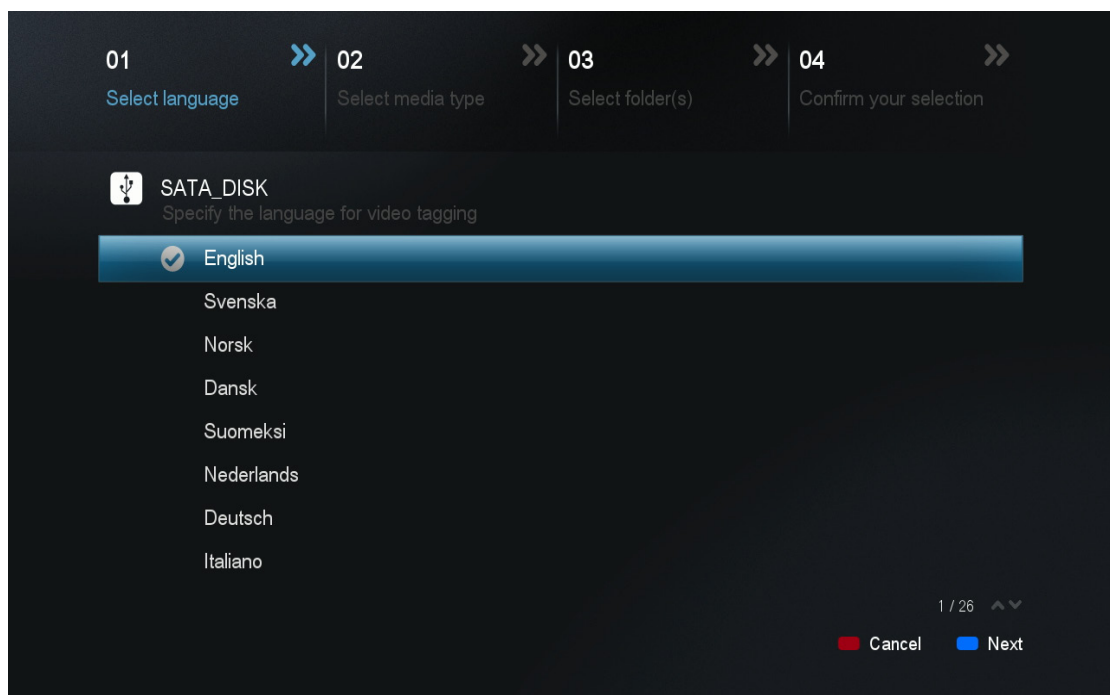 01 02 03 04
Select language Select media type Select folder(s) Confirm your selection
SATA_DISK
Specify the language for video tagging
English
Svenska
Norsk
Dansk
Suomeksi
Nederlands
Deutsch
Italiano
1 / 26
Cancel Next